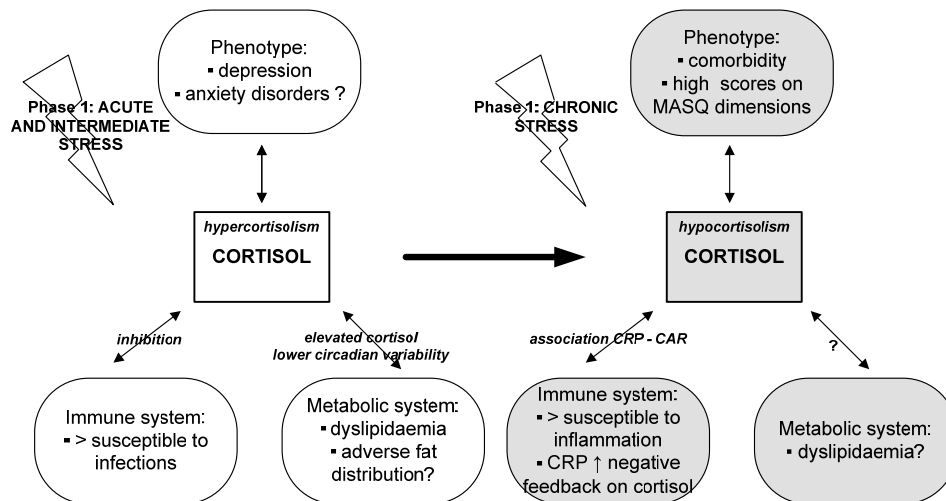 Phenotype:
▪ depression
▪ anxiety disorders ?
Phase 1: ACUTE
AND INTERMEDIATE
STRESS
hypercortisolism
CORTISOL
inhibition
elevated cortisol
lower circadian variability
Immune system:
▪ > susceptible to
infections
Metabolic system:
▪ dyslipidaemia
▪ adverse fat
distribution?
Phenotype:
▪ comorbidity
▪ high scores on
MASQ dimensions
Phase 1: CHRONIC
STRESS
hypocortisolism
CORTISOL
association CRP - CAR
?
Immune system:
▪ > susceptible to
inflammation
▪ CRP ↑ negative
feedback on cortisol
Metabolic system:
▪ dyslipidaemia?